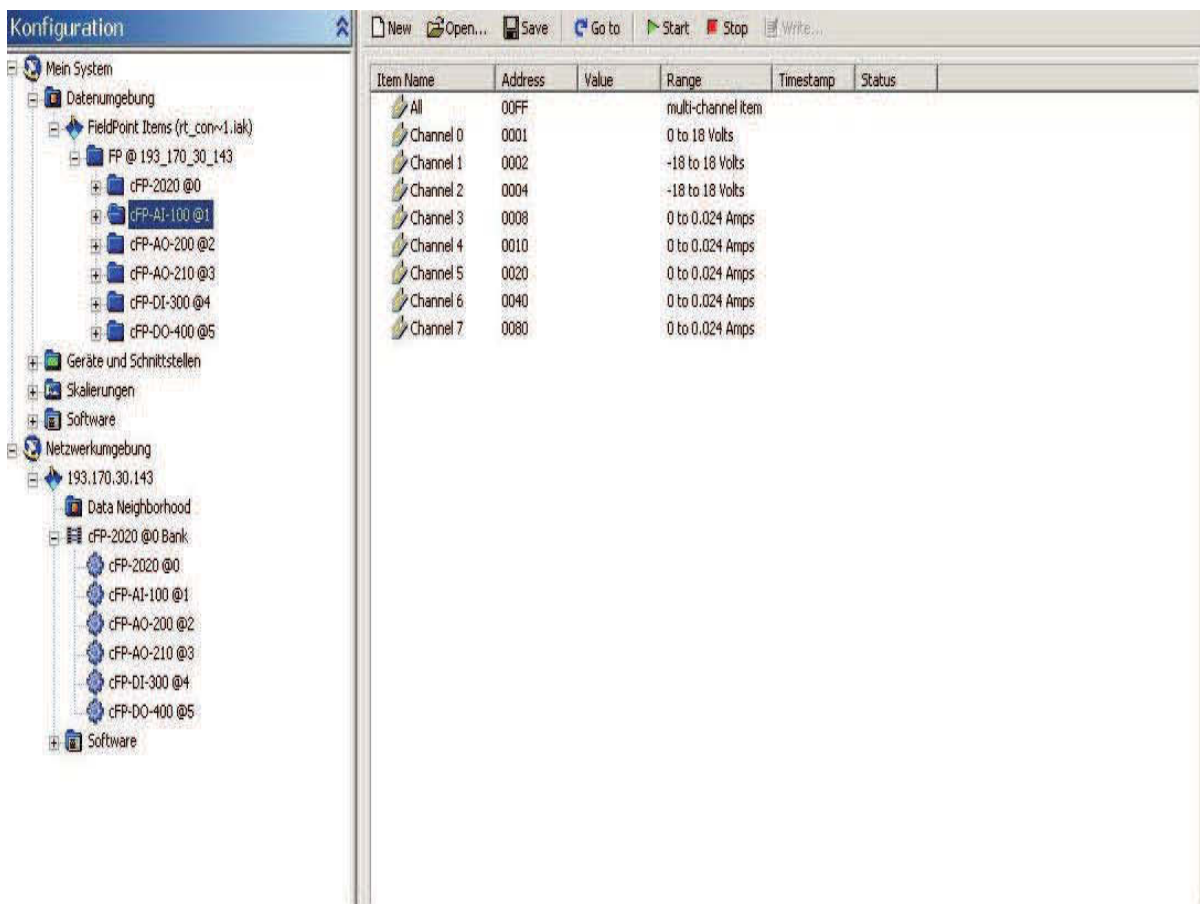 Konfiguration
Mein System
Datenumgebung
FieldPoint Items (rt_con~1.iak)
FP @ 193_170_30_143
cFP-2020 @0
cFP-AI-100 @1
cFP-AO-200 @2
cFP-AO-210 @3
cFP-DI-300 @4
cFP-DO-400 @5
Geräte und Schnittstellen
Skalierungen
Software
Netzwerkumgebung
193.170.30.143
Data Neighborhood
cFP-2020 @0 Bank
cFP-2020 @0
cFP-AI-100 @1
cFP-AO-200 @2
cFP-AO-210 @3
cFP-DI-300 @4
cFP-DO-400 @5
Software
New Open... Save Go to Start Stop Write...
Item Name Address Value Range Timestamp Status
All 00FF multi-channel item
Channel 0 0001 0 to 18 Volts
Channel 1 0002 -18 to 18 Volts
Channel 2 0004 -18 to 18 Volts
Channel 3 0008 0 to 0.024 Amps
Channel 4 0010 0 to 0.024 Amps
Channel 5 0020 0 to 0.024 Amps
Channel 6 0040 0 to 0.024 Amps
Channel 7 0080 0 to 0.024 Amps